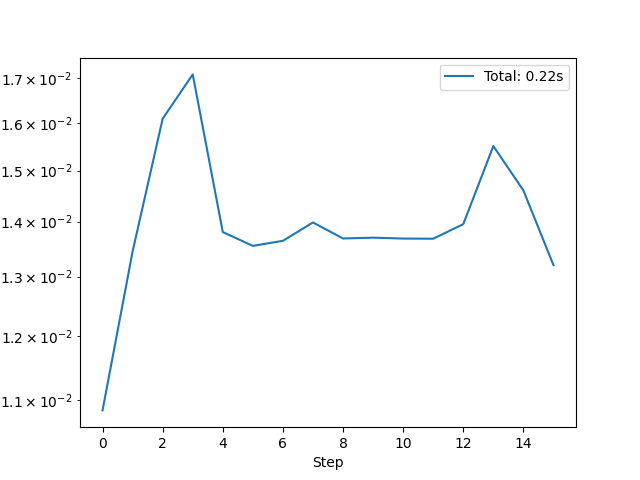 Total: 0.22s
1.7 × 10⁻²
1.6 × 10⁻²
1.5 × 10⁻²
1.4 × 10⁻²
1.3 × 10⁻²
1.2 × 10⁻²
1.1 × 10⁻²
0 2 4 6 8 10 12 14
Step